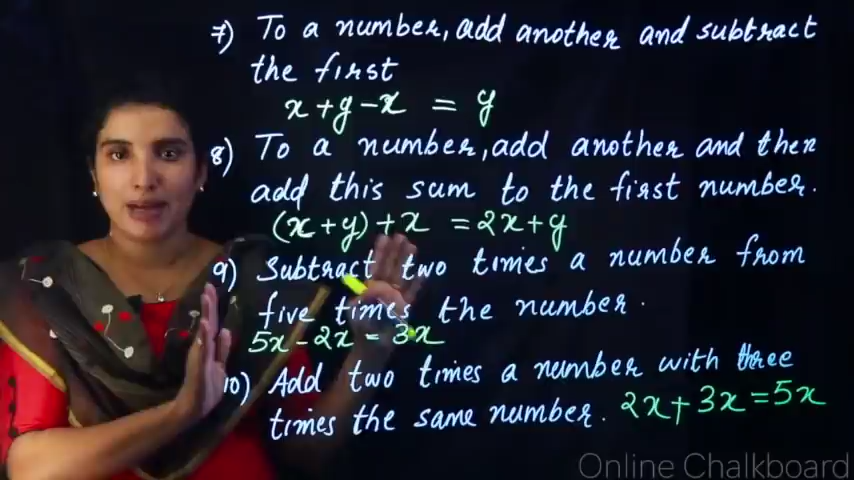 7) To a number, add another and subtract
the first
x + y - x = y
8) To a number, add another and then
add this sum to the first number.
(x + y) + x = 2x + y
9) Subtract two times a number from
five times the number.
5x - 2x = 3x
10) Add two times a number with three
times the same number. 2x + 3x = 5x
Online Chalkboard